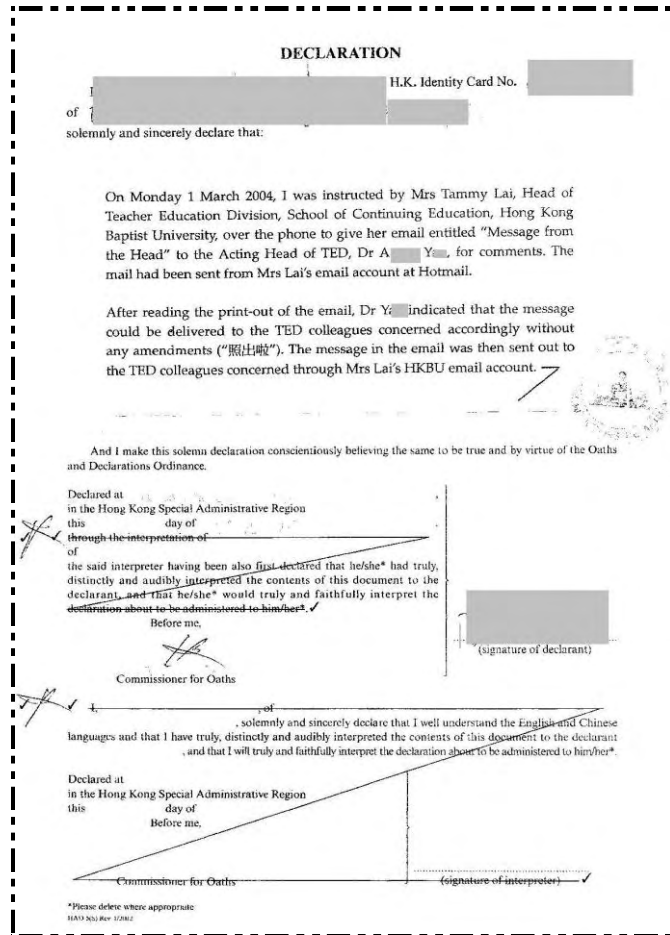 DECLARATION
H.K. Identity Card No.
of
solemnly and sincerely declare that:
On Monday 1 March 2004, I was instructed by Mrs Tammy Lai, Head of
Teacher Education Division, School of Continuing Education, Hong Kong
Baptist University, over the phone to give her email entitled "Message from
the Head" to the Acting Head of TED, Dr A Y , for comments. The
mail had been sent from Mrs Lai's email account at Hotmail.
After reading the print-out of the email, Dr Y indicated that the message
could be delivered to the TED colleagues concerned accordingly without
any amendments ("照出啦"). The message in the email was then sent out to
the TED colleagues concerned through Mrs Lai's HKBU email account.
And I make this solemn declaration conscientiously believing the same to be true and by virtue of the Oaths
and Declarations Ordinance.
Declared at
in the Hong Kong Special Administrative Region
this day of
through the interpretation of
of
the said interpreter having been also first declared that he/she* had truly,
distinctly and audibly interpreted the contents of this document to the
declarant, and that he/she* would truly and faithfully interpret the
declaration about to be administered to him/her*.
Before me,
(signature of declarant)
Commissioner for Oaths
I, , of
, solemnly and sincerely declare that I well understand the English and Chinese
languages and that I have truly, distinctly and audibly interpreted the contents of this document to the declarant
, and that I will truly and faithfully interpret the declaration about to be administered to him/her*.
Declared at
in the Hong Kong Special Administrative Region
this day of
Before me,
Commissioner for Oaths (signature of interpreter)
*Please delete where appropriate